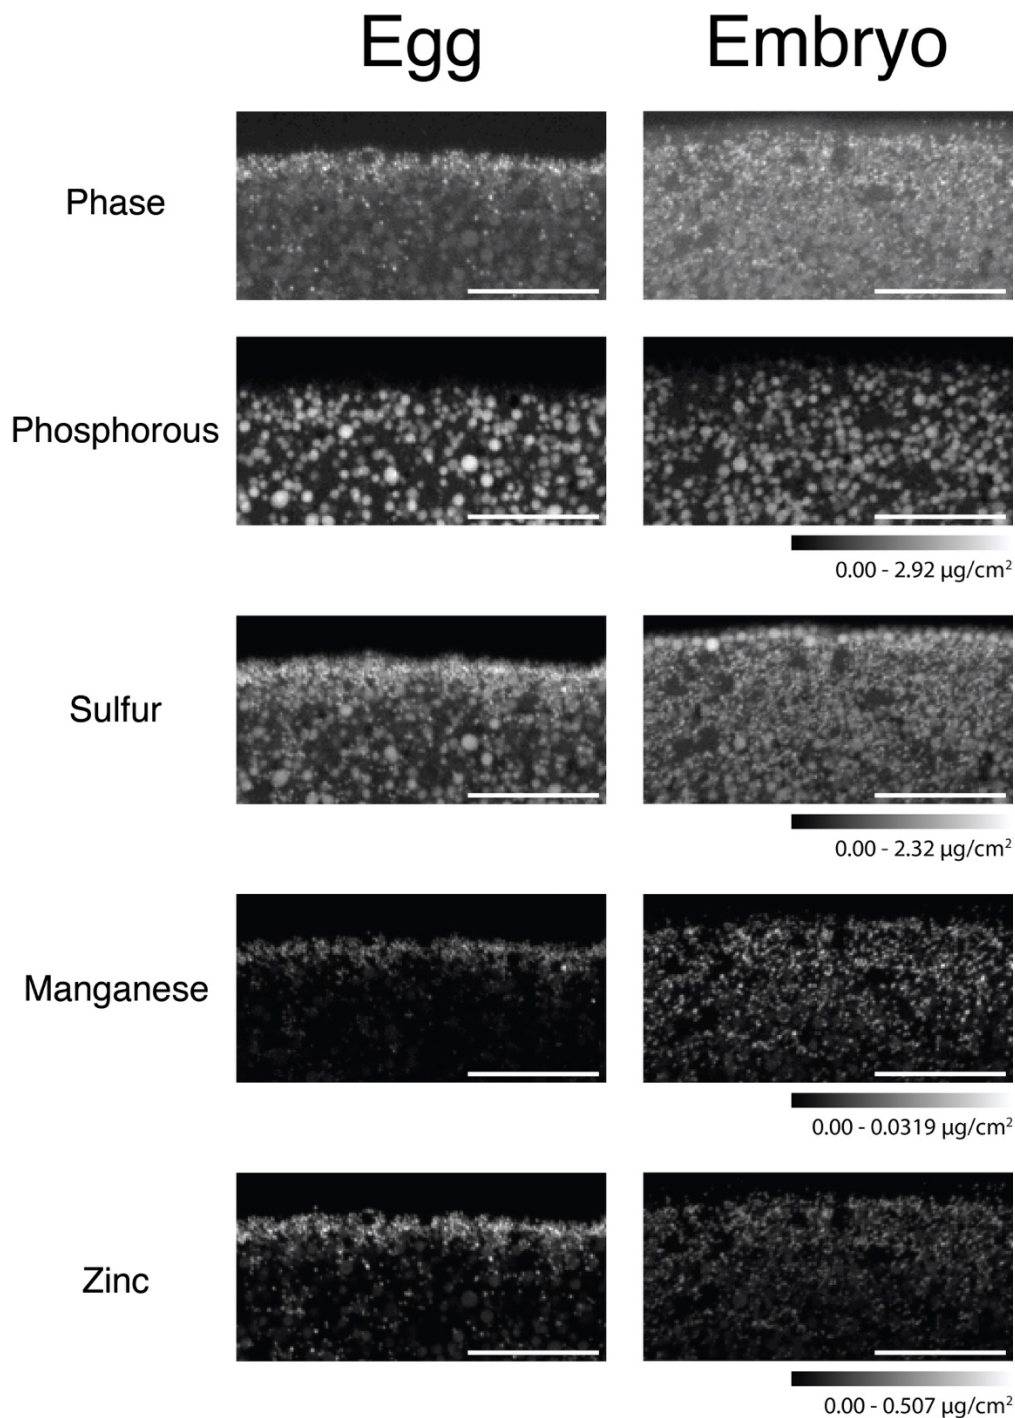 Egg Embryo
Phase
Phosphorous
0.00 - 2.92 µg/cm²
Sulfur
0.00 - 2.32 µg/cm²
Manganese
0.00 - 0.0319 µg/cm²
Zinc
0.00 - 0.507 µg/cm²